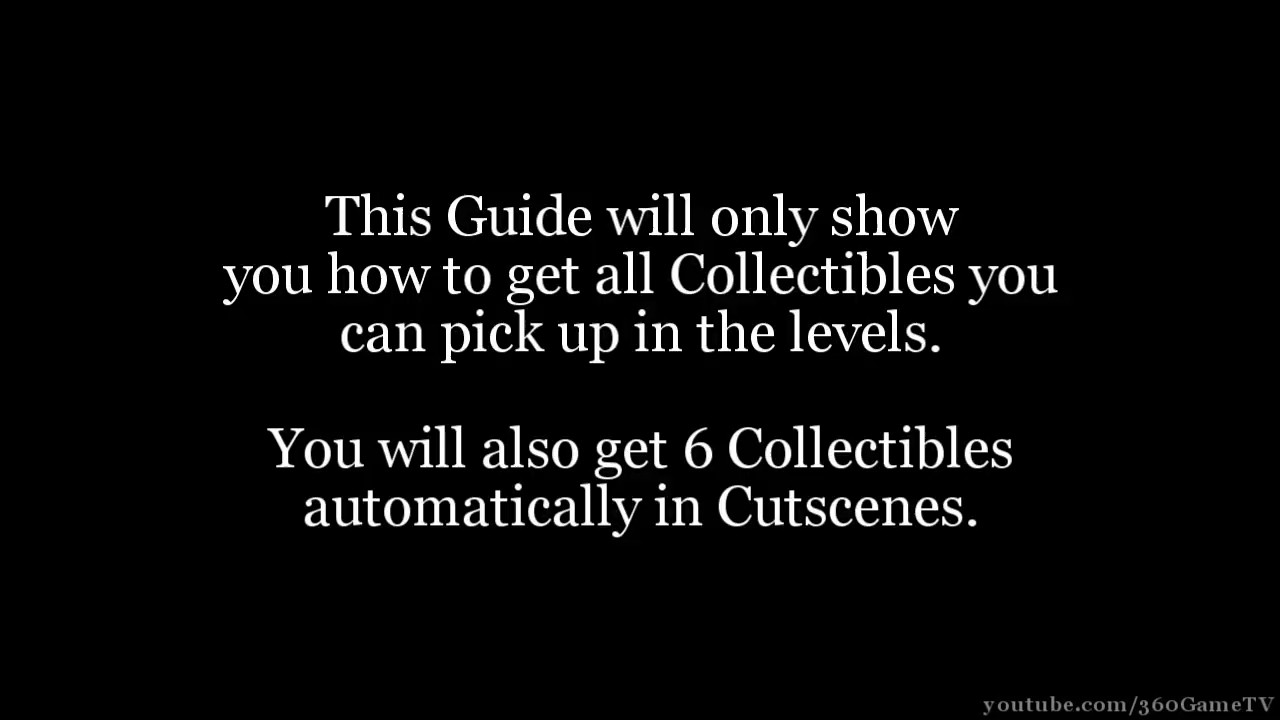 This Guide will only show
you how to get all Collectibles you
can pick up in the levels.
You will also get 6 Collectibles
automatically in Cutscenes.
youtube.com/360GameTV